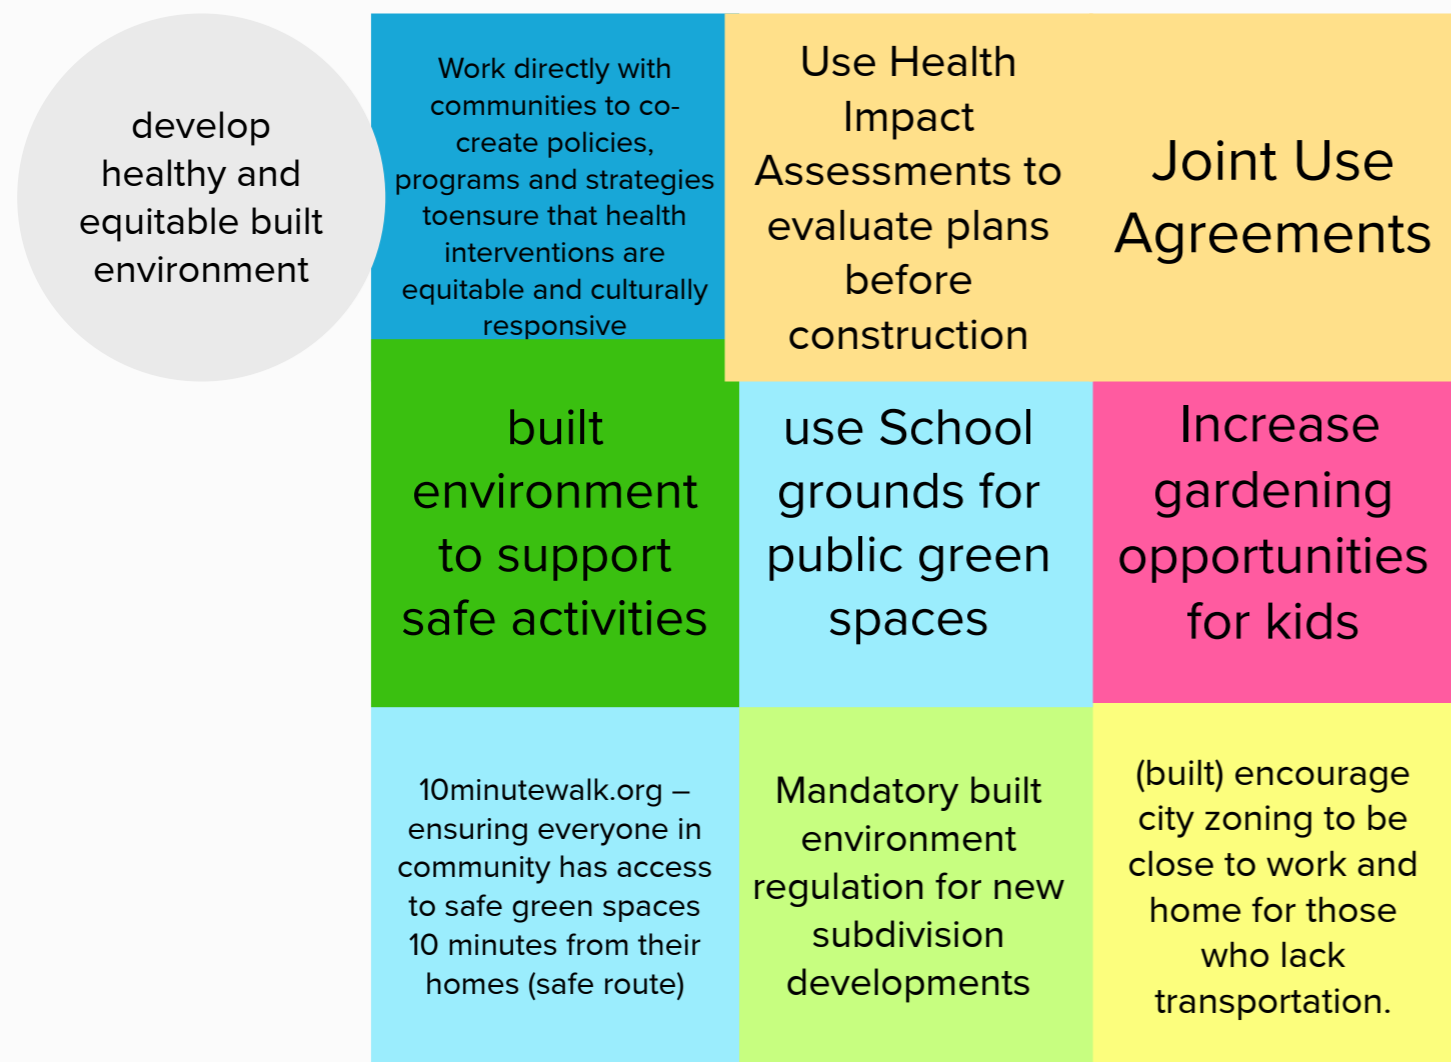 develop
healthy and
equitable built
environment
Work directly with
communities to co-
create policies,
programs and strategies
toensure that health
interventions are
equitable and culturally
responsive
Use Health
Impact
Assessments to
evaluate plans
before
construction
Joint Use
Agreements
built
environment
to support
safe activities
use School
grounds for
public green
spaces
Increase
gardening
opportunities
for kids
10minutewalk.org –
ensuring everyone in
community has access
to safe green spaces
10 minutes from their
homes (safe route)
Mandatory built
environment
regulation for new
subdivision
developments
(built) encourage
city zoning to be
close to work and
home for those
who lack
transportation.